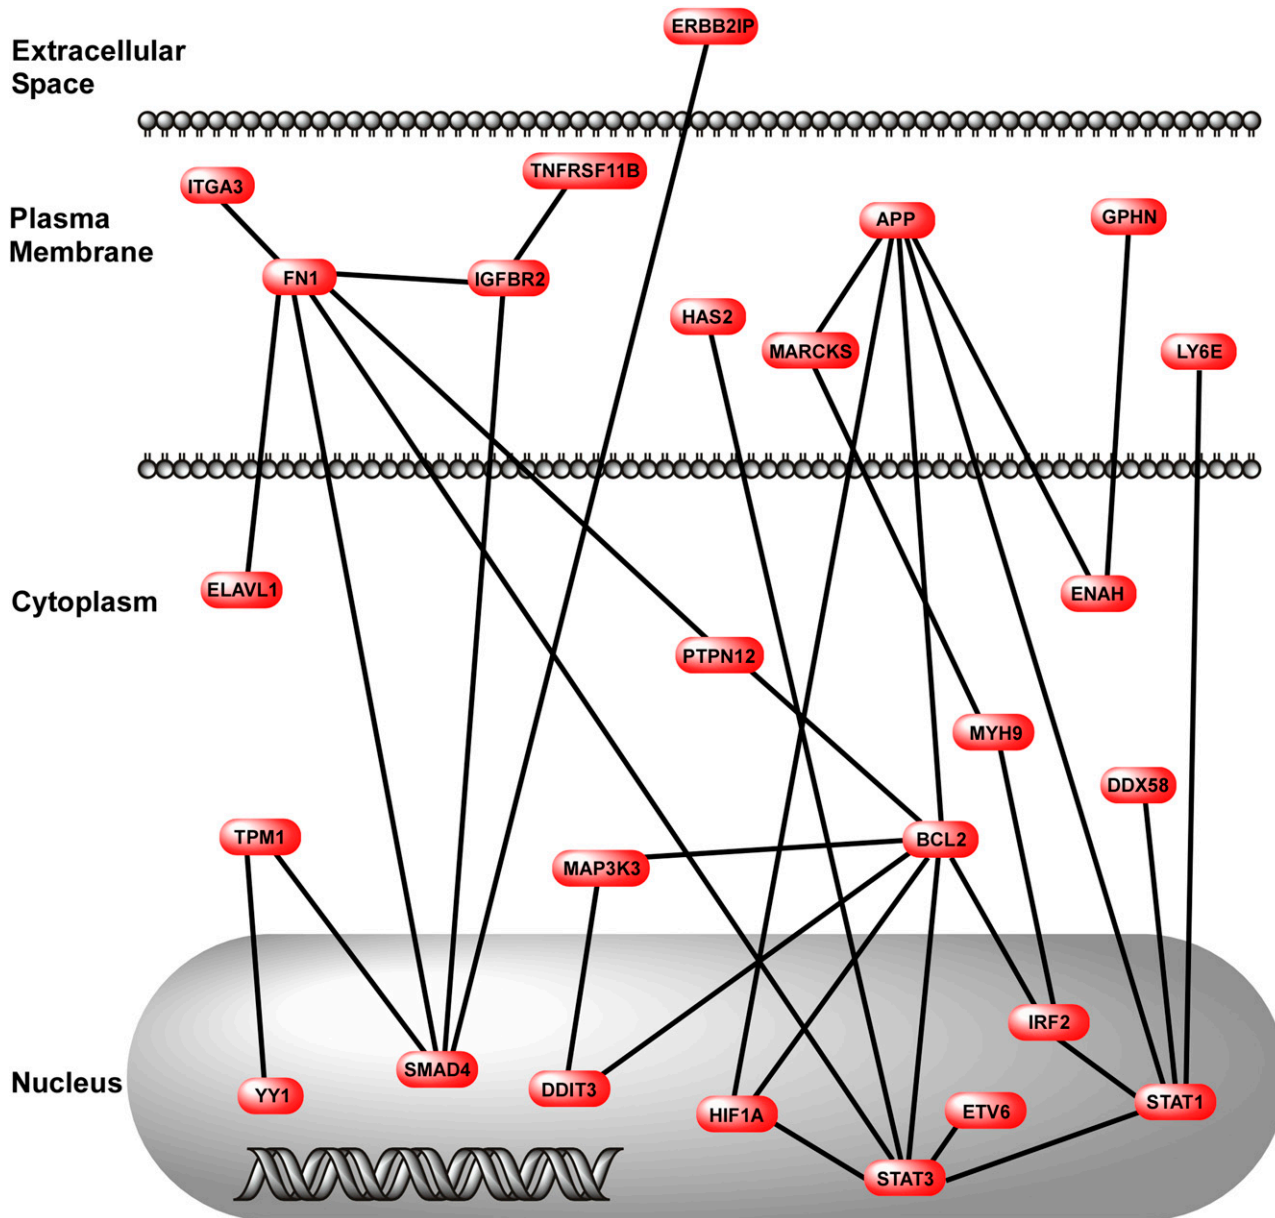 ERBB2IP
Extracellular
Space
TNFRSF11B
ITGA3
Plasma
Membrane
APP
GPHN
FN1
IGFBR2
HAS2
MARCKS
LY6E
ELAVL1
Cytoplasm
ENAH
PTPN12
MYH9
DDX58
TPM1
BCL2
MAP3K3
IRF2
SMAD4
Nucleus
DDIT3
YY1
STAT1
HIF1A
ETV6
STAT3